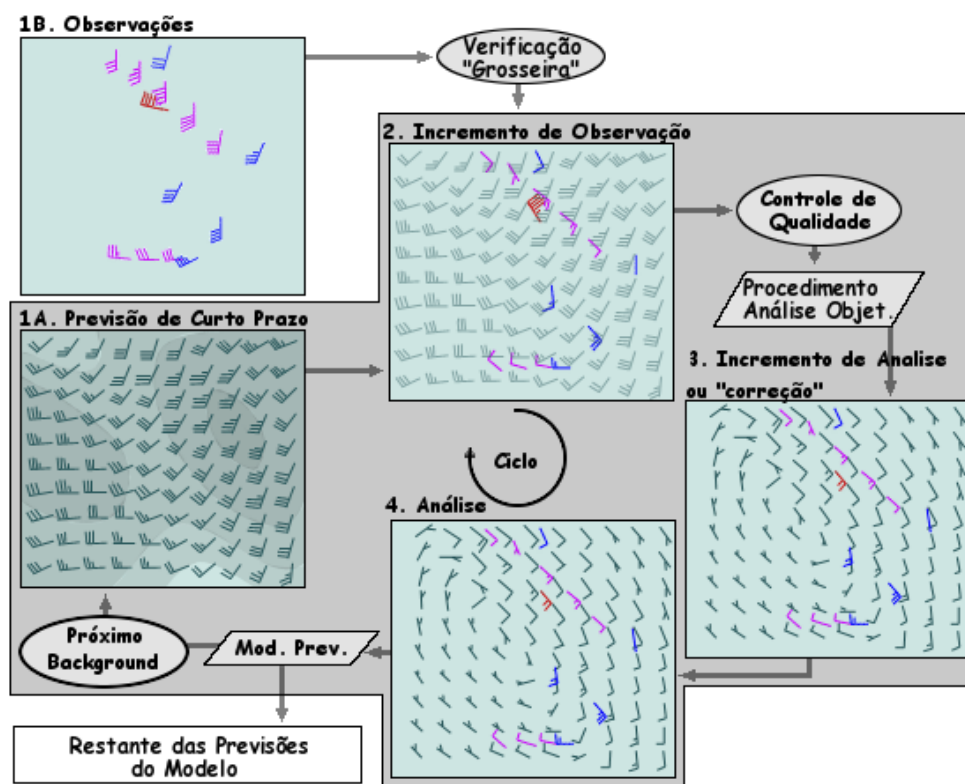 1B. Observações
Verificação
"Grosseira"
2. Incremento de Observação
Controle de
Qualidade
Procedimento
Análise Objet.
1A. Previsão de Curto Prazo
3. Incremento de Analise
ou "correção"
Ciclo
4. Análise
Próximo
Background
Mod. Prev.
Restante das Previsões
do Modelo